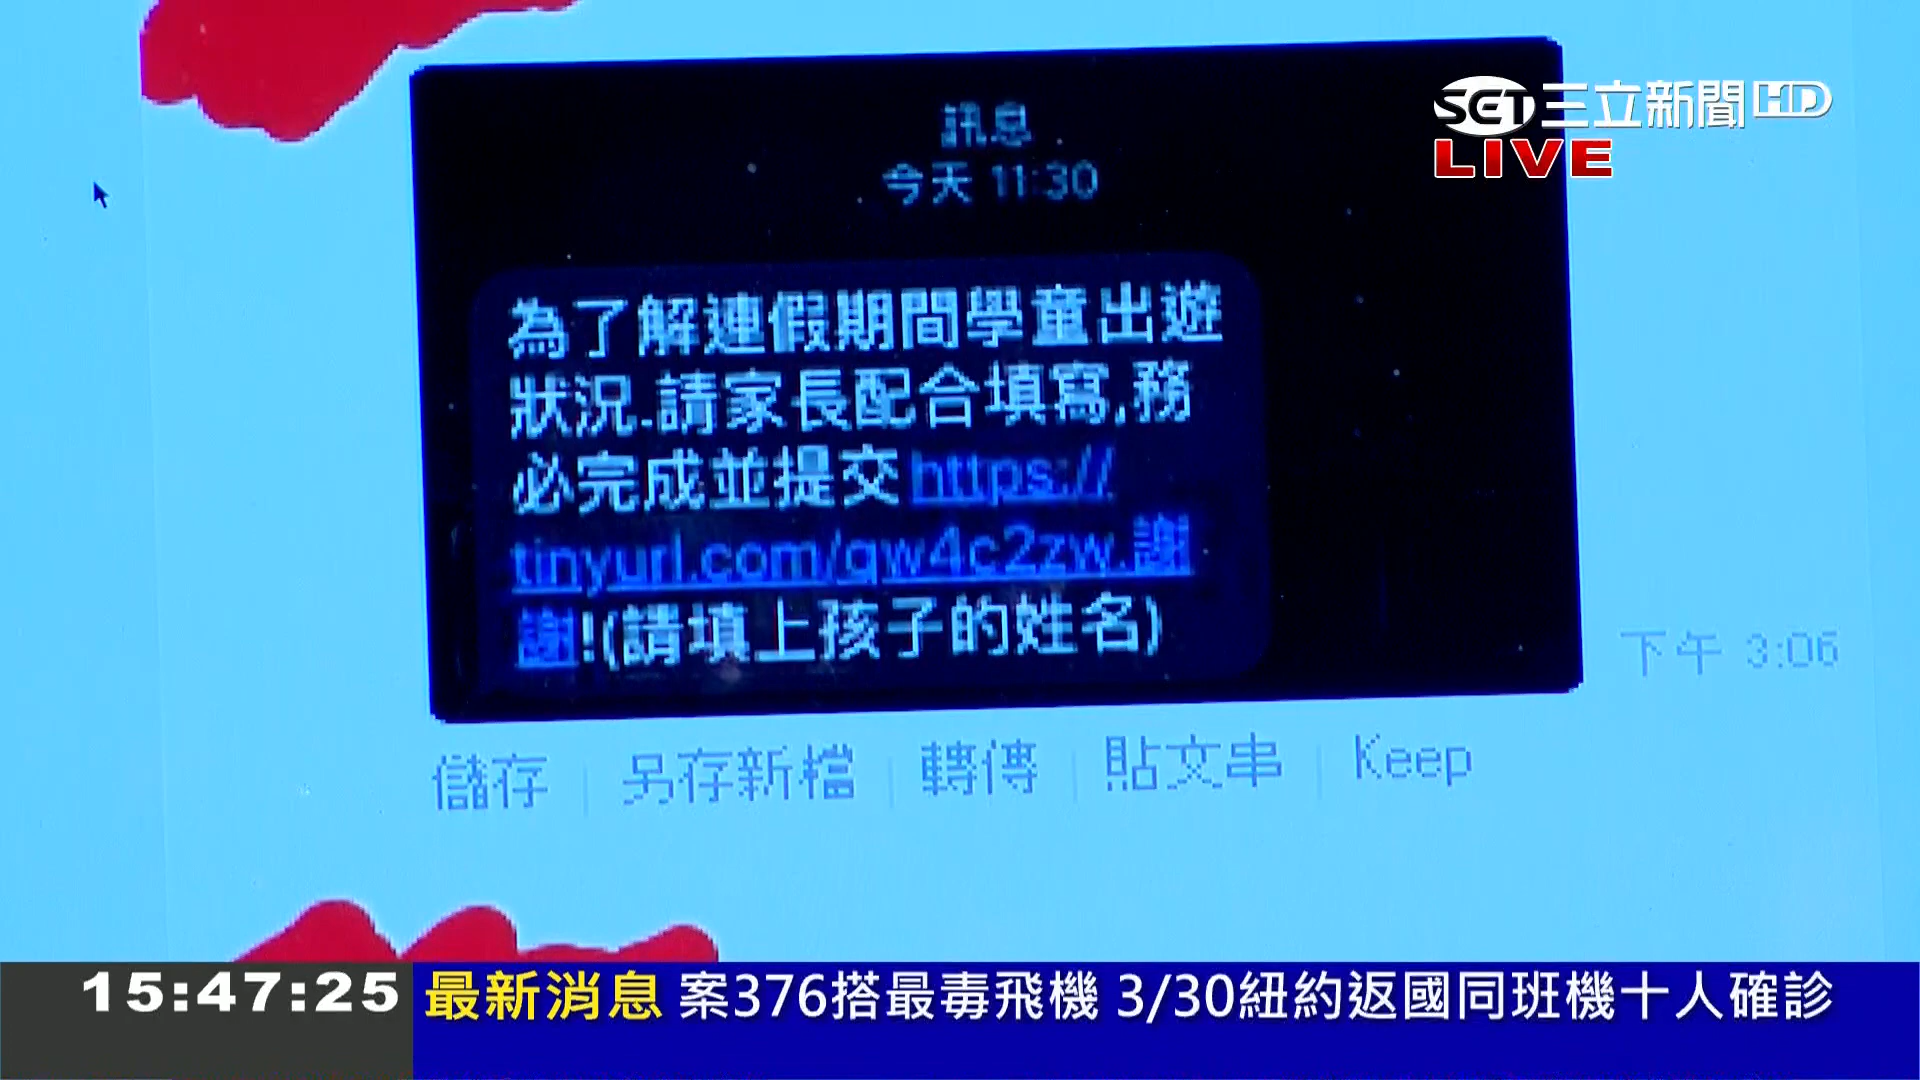 SET三立新聞HD
LIVE
訊息
今天 11:30
為了解連假期間學童出遊
狀況.請家長配合填寫,務
必完成並提交https://
tinyurl.com/qw4c2zw.謝
謝!(請填上孩子的姓名)
下午 3:06
儲存 | 另存新檔 | 轉傳 | 貼文串 | Keep
15:47:25 最新消息 案376搭最毒飛機 3/30紐約返國同班機十人確診